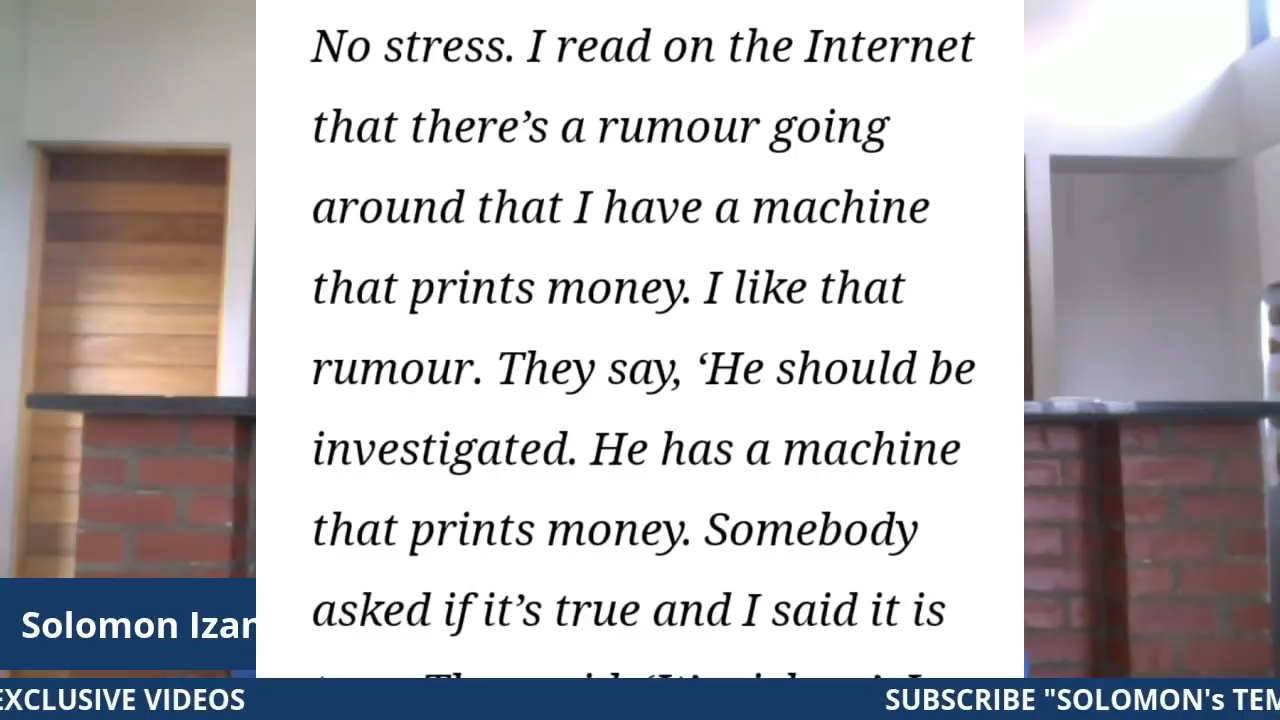 No stress. I read on the Internet
that there’s a rumour going
around that I have a machine
that prints money. I like that
rumour. They say, ‘He should be
investigated. He has a machine
that prints money. Somebody
asked if it’s true and I said it is
Solomon Izan
EXCLUSIVE VIDEOS
SUBSCRIBE "SOLOMON's TEM